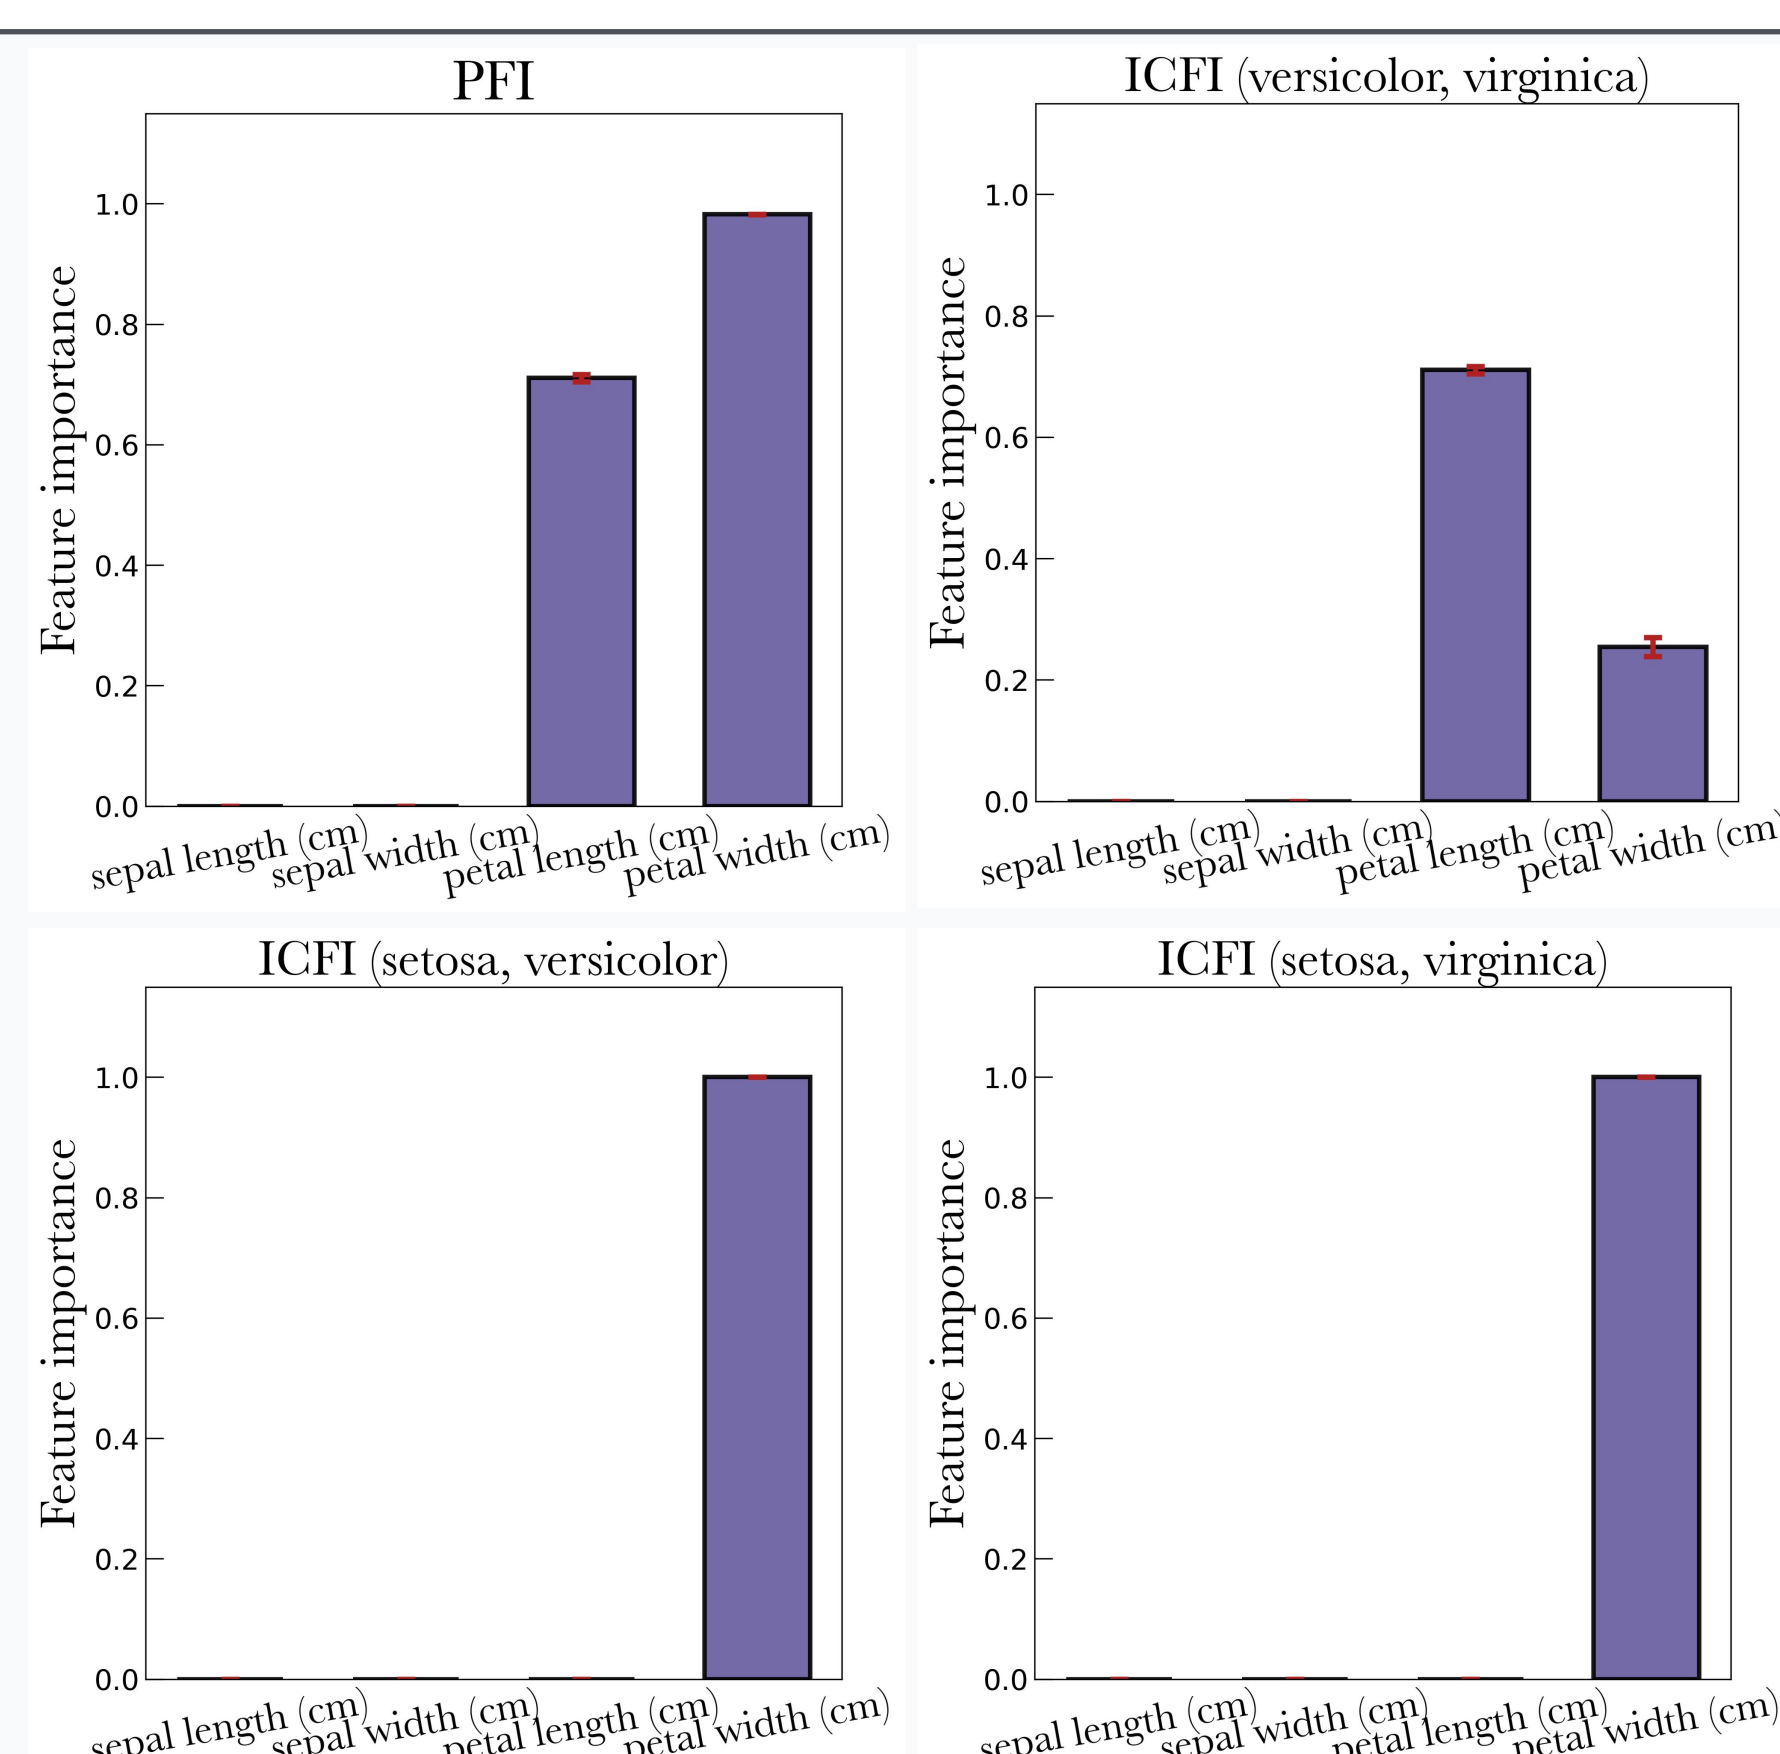 PFI
Feature importance
1.0
0.8
0.6
0.4
0.2
0.0
sepal length (cm)
sepal width (cm)
petal length (cm)
petal width (cm)
ICFI (versicolor, virginica)
Feature importance
1.0
0.8
0.6
0.4
0.2
0.0
sepal length (cm)
sepal width (cm)
petal length (cm)
petal width (cm)
ICFI (setosa, versicolor)
Feature importance
1.0
0.8
0.6
0.4
0.2
0.0
sepal length (cm)
sepal width (cm)
petal length (cm)
petal width (cm)
ICFI (setosa, virginica)
Feature importance
1.0
0.8
0.6
0.4
0.2
0.0
sepal length (cm)
sepal width (cm)
petal length (cm)
petal width (cm)